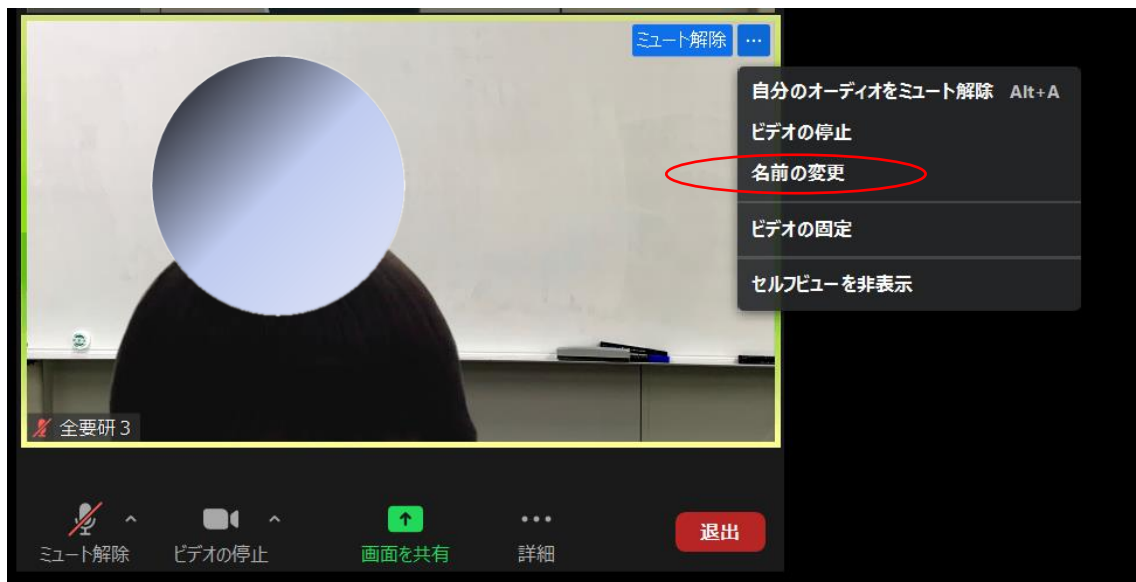 ミュート解除 ...
自分のオーディオをミュート解除 Alt+A
ビデオの停止
名前の変更
ビデオの固定
セルフビューを非表示
全要研 3
ミュート解除 ビデオの停止 画面を共有 詳細 退出